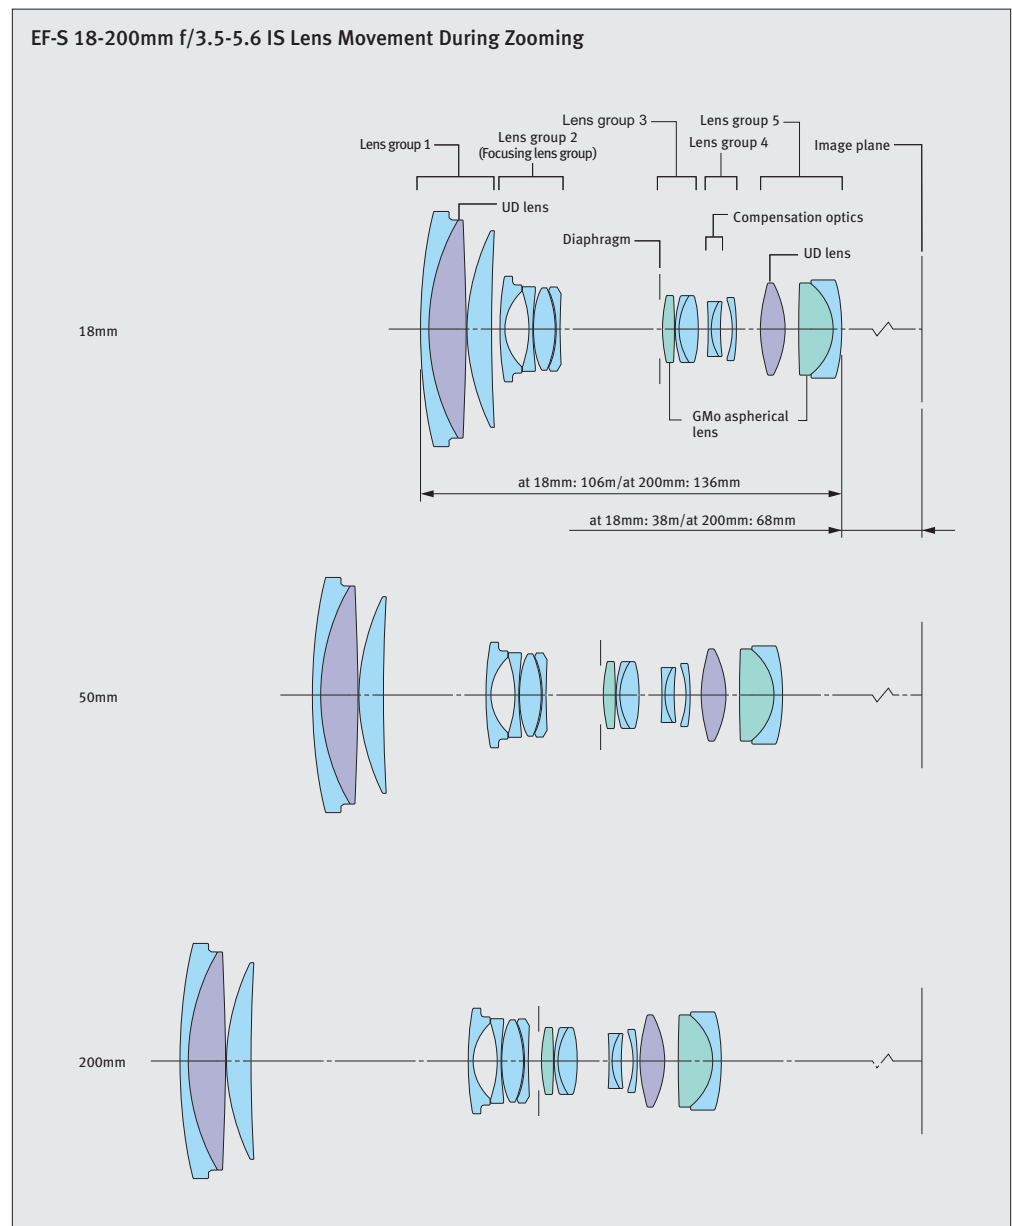 EF-S 18-200mm f/3.5-5.6 IS Lens Movement During Zooming
Lens group 1
Lens group 2
(Focusing lens group)
Lens group 3
Lens group 5
Lens group 4
Image plane
UD lens
Compensation optics
Diaphragm
UD lens
18mm
GMo aspherical
lens
at 18mm: 106m/at 200mm: 136mm
at 18mm: 38m/at 200mm: 68mm
50mm
200mm